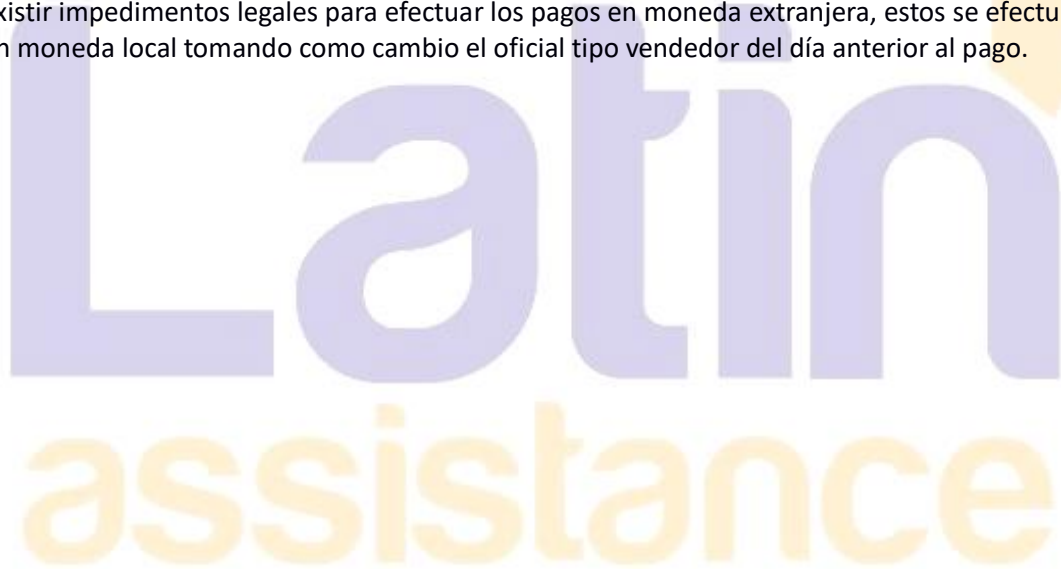 xistir impedimentos legales para efectuar los pagos en moneda extranjera, estos se efectu
n moneda local tomando como cambio el oficial tipo vendedor del día anterior al pago.
Latin
assistance